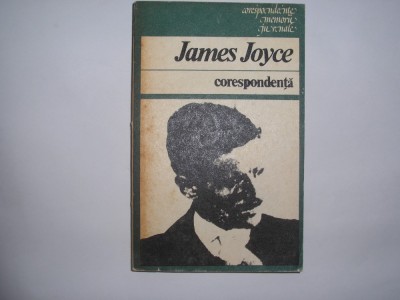 corespondențe
memorii
jurnale
James Joyce
corespondență